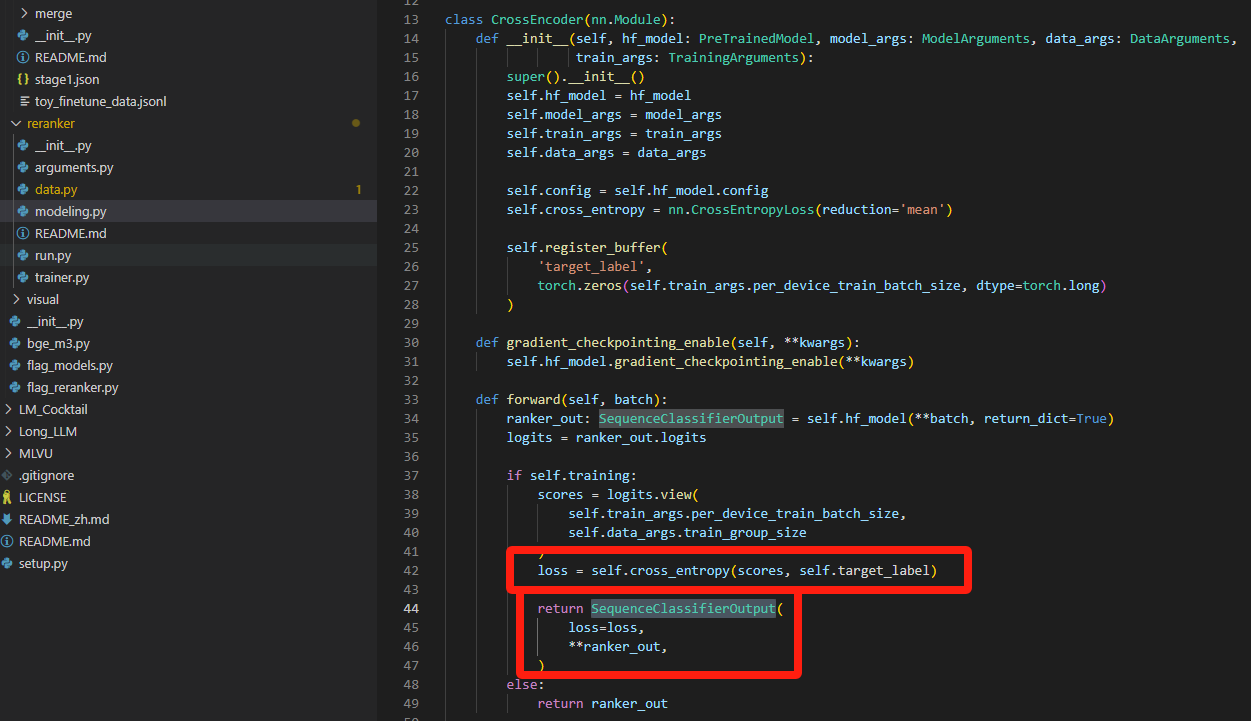 merge
__init__.py
README.md
stage1.json
toy_finetune_data.jsonl
reranker
__init__.py
arguments.py
data.py 1
modeling.py
README.md
run.py
trainer.py
visual
__init__.py
bge_m3.py
flag_models.py
flag_reranker.py
LM_Cocktail
Long_LLM
MLVU
.gitignore
LICENSE
README_zh.md
README.md
setup.py
12
13 class CrossEncoder(nn.Module):
14 def __init__(self, hf_model: PreTrainedModel, model_args: ModelArguments, data_args: DataArguments,
15 train_args: TrainingArguments):
16 super().__init__()
17 self.hf_model = hf_model
18 self.model_args = model_args
19 self.train_args = train_args
20 self.data_args = data_args
21
22 self.config = self.hf_model.config
23 self.cross_entropy = nn.CrossEntropyLoss(reduction='mean')
24
25 self.register_buffer(
26 'target_label',
27 torch.zeros(self.train_args.per_device_train_batch_size, dtype=torch.long)
28 )
29
30 def gradient_checkpointing_enable(self, **kwargs):
31 self.hf_model.gradient_checkpointing_enable(**kwargs)
32
33 def forward(self, batch):
34 ranker_out: SequenceClassifierOutput = self.hf_model(**batch, return_dict=True)
35 logits = ranker_out.logits
36
37 if self.training:
38 scores = logits.view(
39 self.train_args.per_device_train_batch_size,
40 self.data_args.train_group_size
41 )
42 loss = self.cross_entropy(scores, self.target_label)
43
44 return SequenceClassifierOutput(
45 loss=loss,
46 **ranker_out,
47 )
48 else:
49 return ranker_out